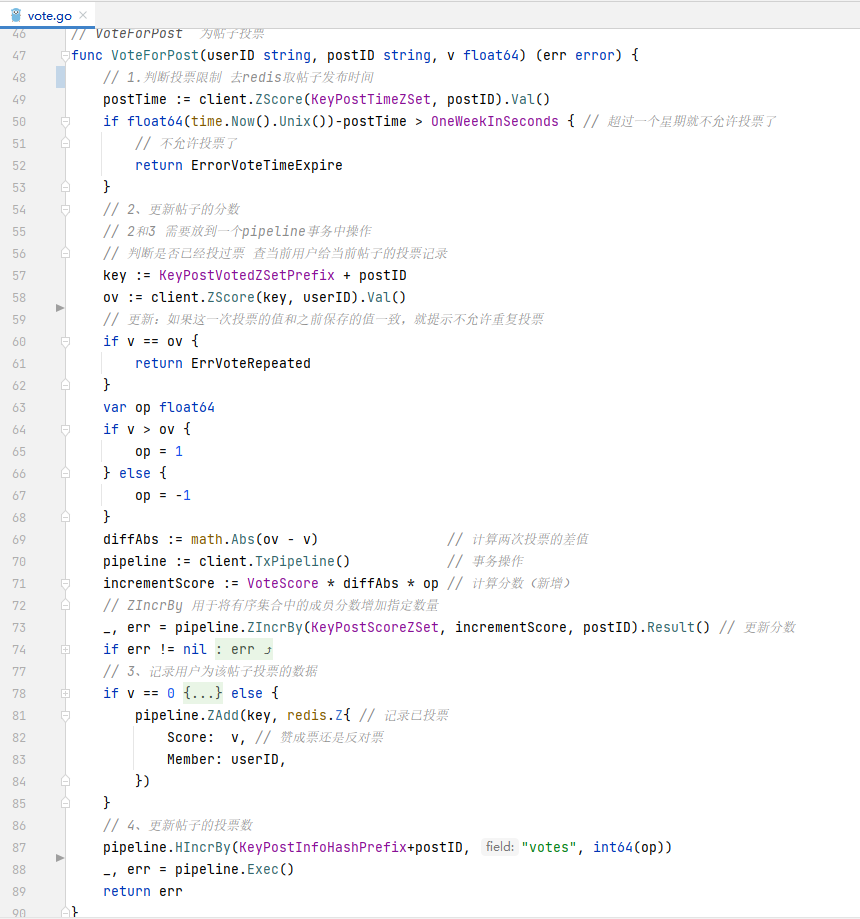 vote.go
46 // VoteForPost 为帖子投票
47 func VoteForPost(userID string, postID string, v float64) (err error) {
48 // 1.判断投票限制 去redis取帖子发布时间
49 postTime := client.ZScore(KeyPostTimeZSet, postID).Val()
50 if float64(time.Now().Unix())-postTime > OneWeekInSeconds { // 超过一个星期就不允许投票了
51 // 不允许投票了
52 return ErrorVoteTimeExpire
53 }
54 // 2、更新帖子的分数
55 // 2和3 需要放到一个pipeline事务中操作
56 // 判断是否已经投过票 查当前用户给当前帖子的投票记录
57 key := KeyPostVotedZSetPrefix + postID
58 ov := client.ZScore(key, userID).Val()
59 // 更新：如果这一次投票的值和之前保存的值一致，就提示不允许重复投票
60 if v == ov {
61 return ErrVoteRepeated
62 }
63 var op float64
64 if v > ov {
65 op = 1
66 } else {
67 op = -1
68 }
69 diffAbs := math.Abs(ov - v) // 计算两次投票的差值
70 pipeline := client.TxPipeline() // 事务操作
71 incrementScore := VoteScore * diffAbs * op // 计算分数（新增）
72 // ZIncrBy 用于将有序集合中的成员分数增加指定数量
73 _, err = pipeline.ZIncrBy(KeyPostScoreZSet, incrementScore, postID).Result() // 更新分数
74 if err != nil : err
77 // 3、记录用户为该帖子投票的数据
78 if v == 0 {...} else {
81 pipeline.ZAdd(key, redis.Z{ // 记录已投票
82 Score: v, // 赞成票还是反对票
83 Member: userID,
84 })
85 }
86 // 4、更新帖子的投票数
87 pipeline.HIncrBy(KeyPostInfoHashPrefix+postID, field: "votes", int64(op))
88 _, err = pipeline.Exec()
89 return err
90 }